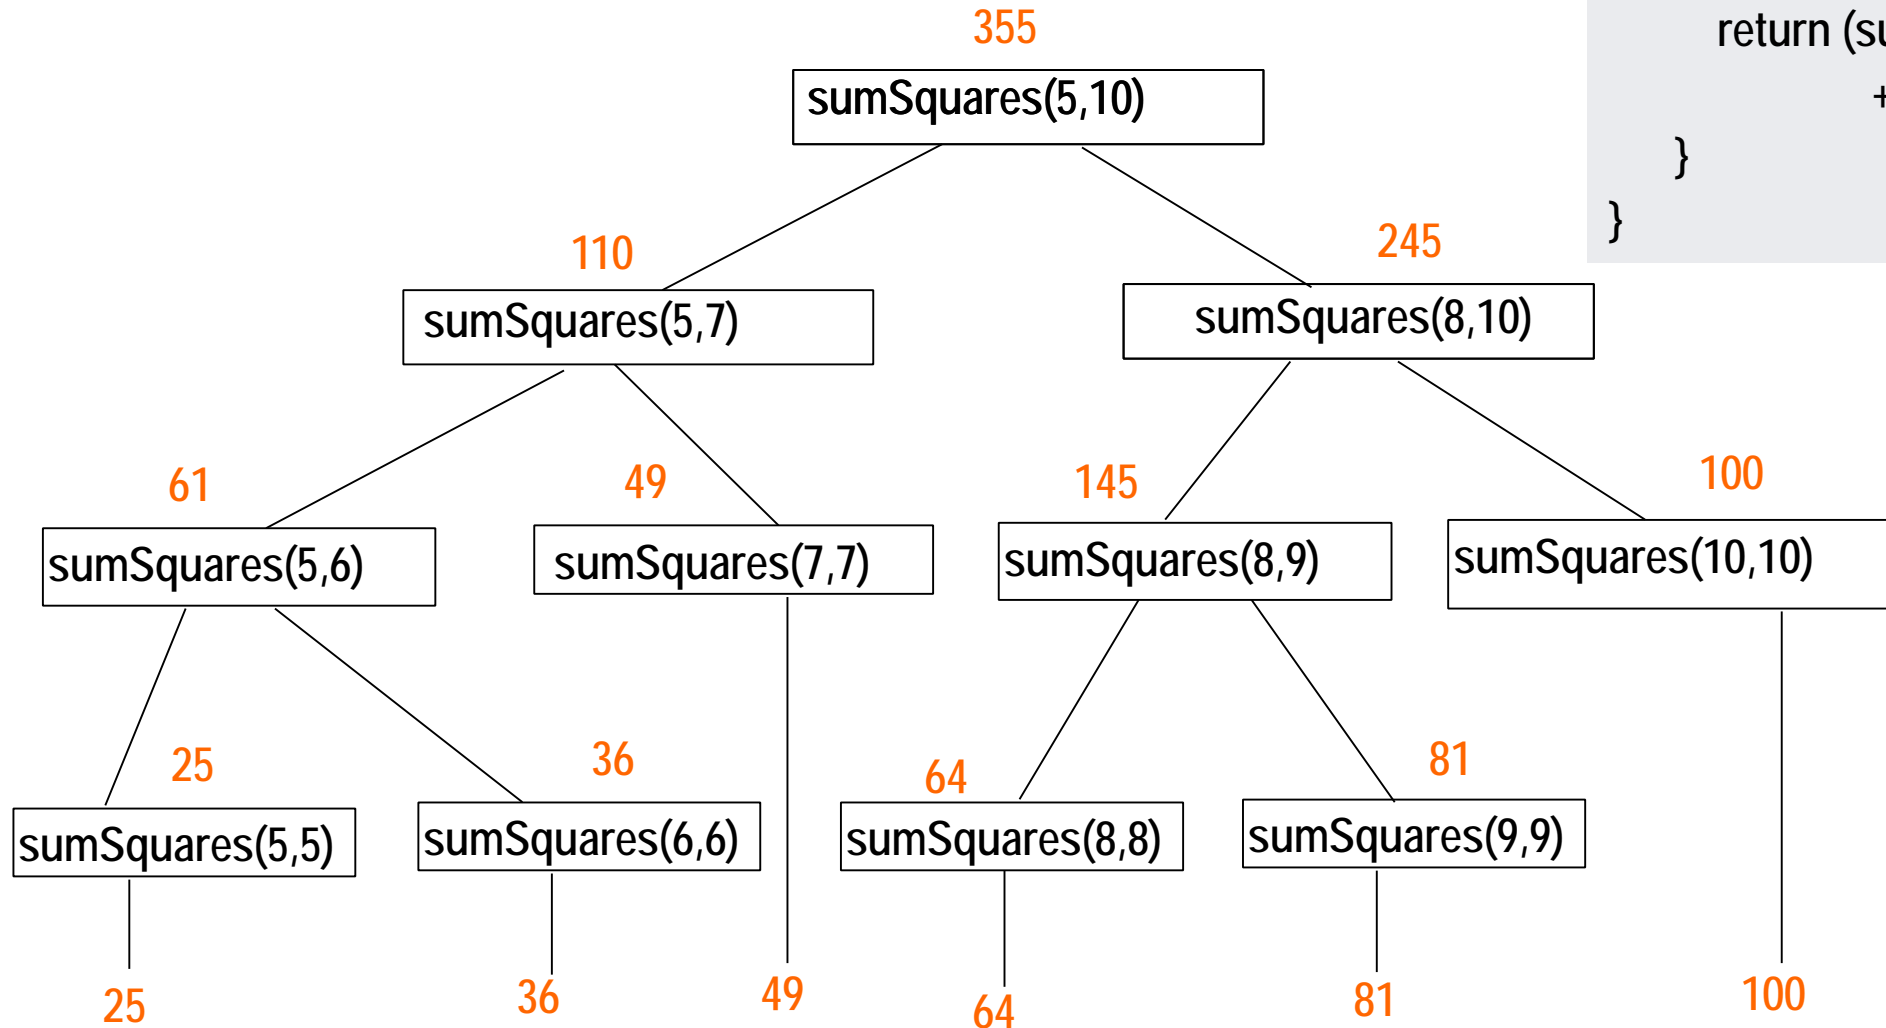 355
return (su
+
}
}
sumSquares(5,10)
110
245
sumSquares(5,7)
sumSquares(8,10)
61
49
145
100
sumSquares(5,6)
sumSquares(7,7)
sumSquares(8,9)
sumSquares(10,10)
25
36
64
81
sumSquares(5,5)
sumSquares(6,6)
sumSquares(8,8)
sumSquares(9,9)
25
36
49
64
81
100